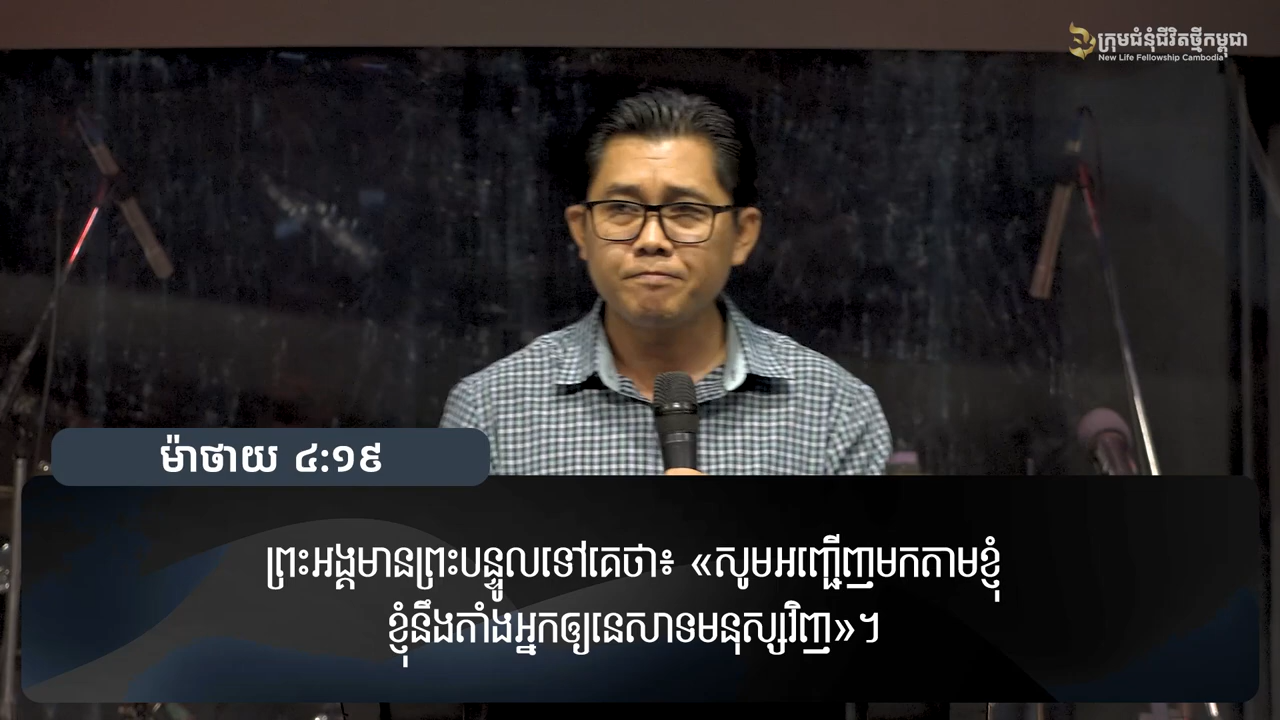 ក្រុមជំនុំជីវិតថ្មីកម្ពុជា
New Life Fellowship Cambodia
ម៉ាថាយ ៤:១៩
ព្រះអង្គមានព្រះបន្ទូលទៅគេថា៖ «សូមអញ្ជើញមកតាមខ្ញុំ
ខ្ញុំនឹងតាំងអ្នកឲ្យនេសាទមនុស្សវិញ»។